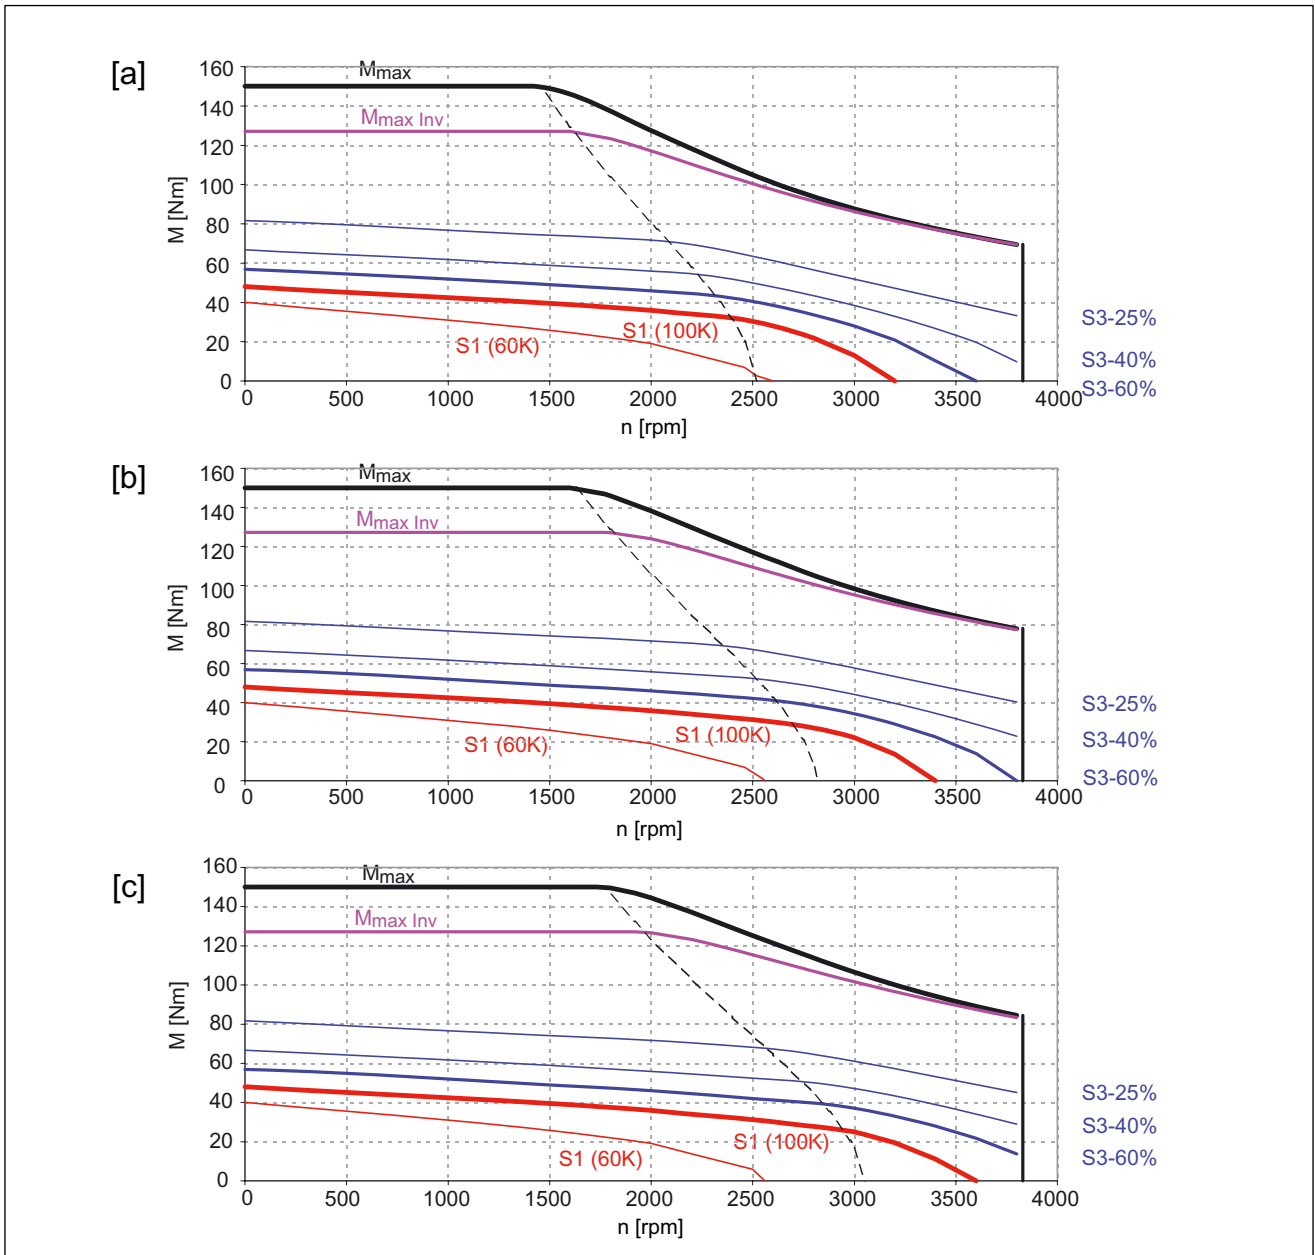 [a]
160
140
120
100
80
60
40
20
0
M [Nm]
Mmax
Mmax Inv
S1 (60K)
S1 (100K)
S3-25%
S3-40%
S3-60%
0 500 1000 1500 2000 2500 3000 3500 4000
n [rpm]
[b]
160
140
120
100
80
60
40
20
0
M [Nm]
Mmax
Mmax Inv
S1 (60K)
S1 (100K)
S3-25%
S3-40%
S3-60%
0 500 1000 1500 2000 2500 3000 3500 4000
n [rpm]
[c]
160
140
120
100
80
60
40
20
0
M [Nm]
Mmax
Mmax Inv
S1 (60K)
S1 (100K)
S3-25%
S3-40%
S3-60%
0 500 1000 1500 2000 2500 3000 3500 4000
n [rpm]